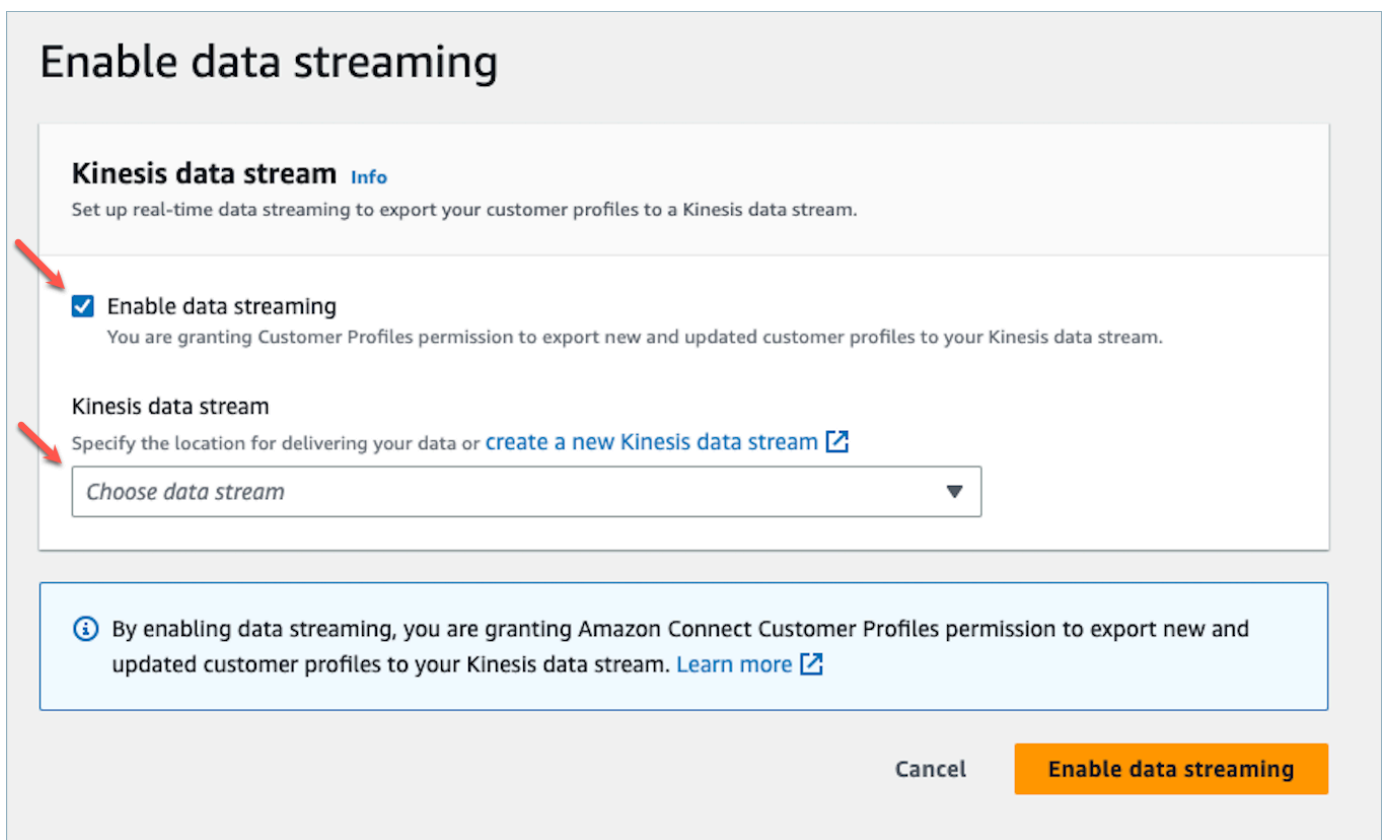 Enable data streaming
Kinesis data stream Info
Set up real-time data streaming to export your customer profiles to a Kinesis data stream.
Enable data streaming
You are granting Customer Profiles permission to export new and updated customer profiles to your Kinesis data stream.
Kinesis data stream
Specify the location for delivering your data or create a new Kinesis data stream
Choose data stream
By enabling data streaming, you are granting Amazon Connect Customer Profiles permission to export new and
updated customer profiles to your Kinesis data stream. Learn more
Cancel Enable data streaming